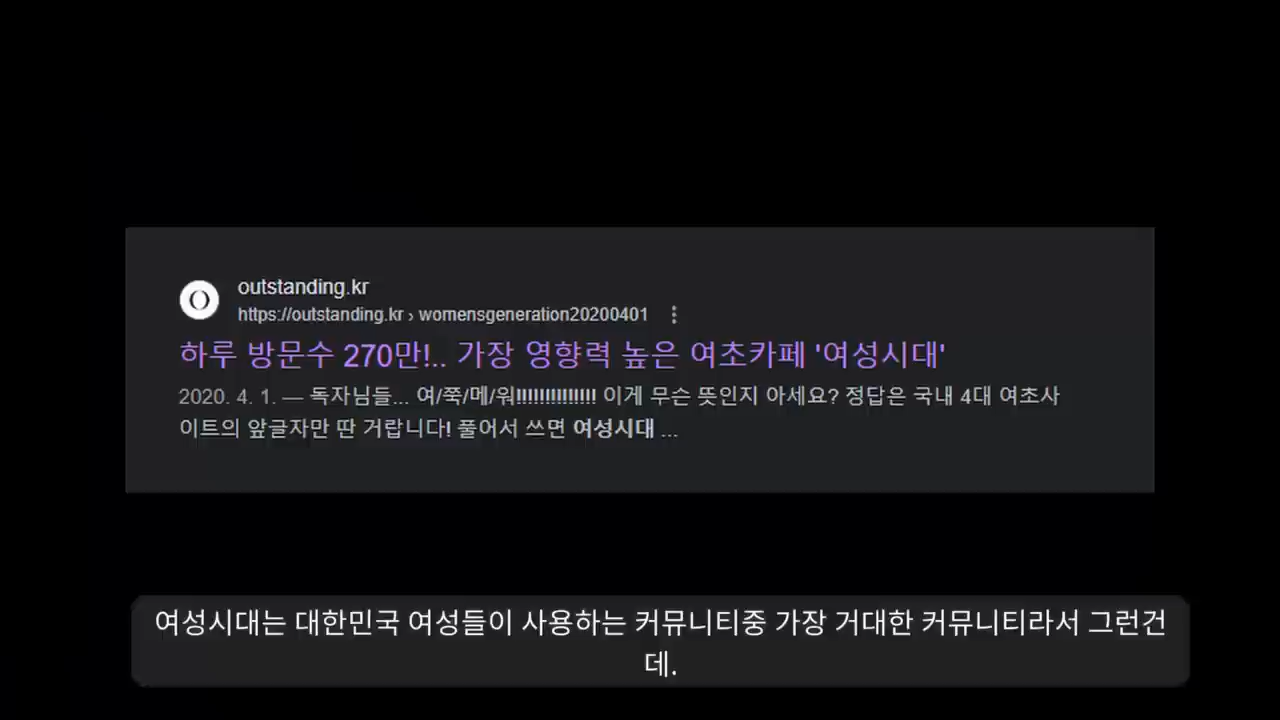 outstanding.kr
https://outstanding.kr › womensgeneration20200401
하루 방문수 270만!.. 가장 영향력 높은 여초카페 '여성시대'
2020. 4. 1. — 독자님들... 여/쭉/메/워!!!!!!!!!!!!!! 이게 무슨 뜻인지 아세요? 정답은 국내 4대 여초사
이트의 앞글자만 딴 거랍니다! 풀어서 쓰면 여성시대 ...
여성시대는 대한민국 여성들이 사용하는 커뮤니티중 가장 거대한 커뮤니티라서 그런건
데.